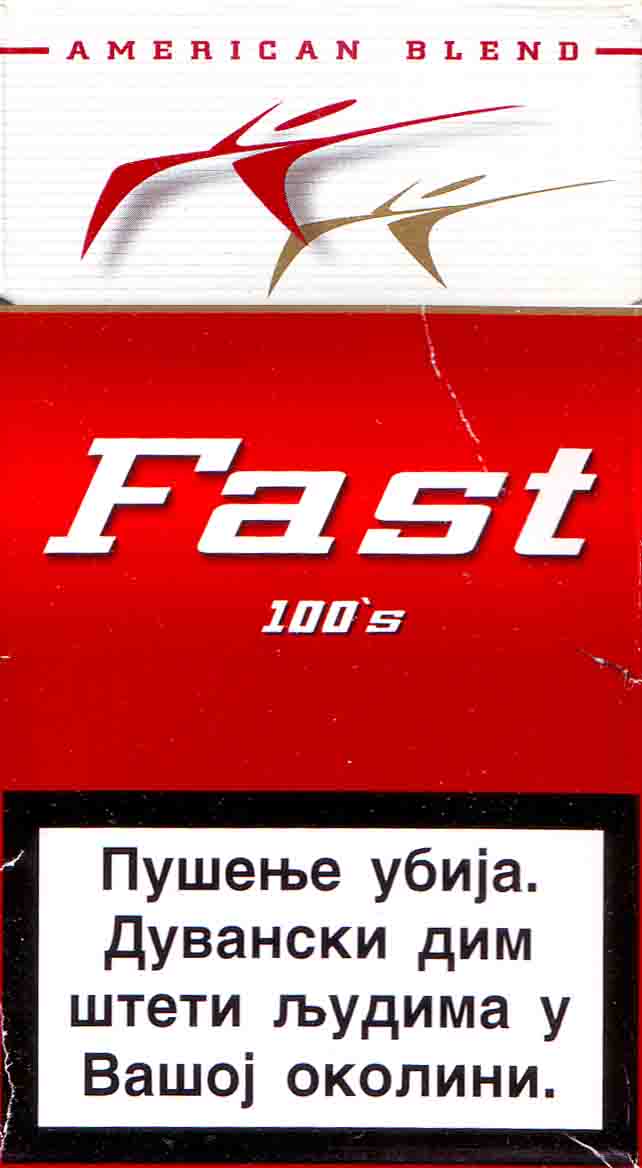 AMERICAN BLEND
Fast
100`s
Пушење убија.
Дувански дим
штети људима у
Вашој околини.